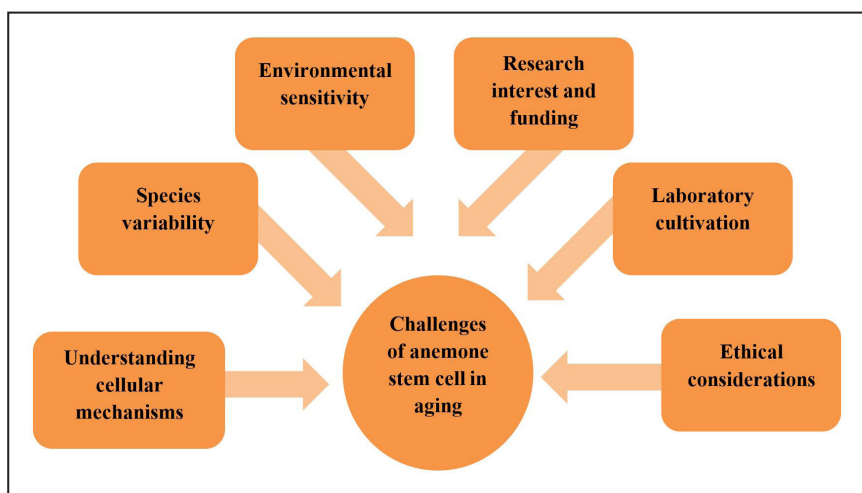 Environmental
sensitivity
Research
interest and
funding
Species
variability
Laboratory
cultivation
Understanding
cellular
mechanisms
Challenges
of anemone
stem cell in
aging
Ethical
considerations